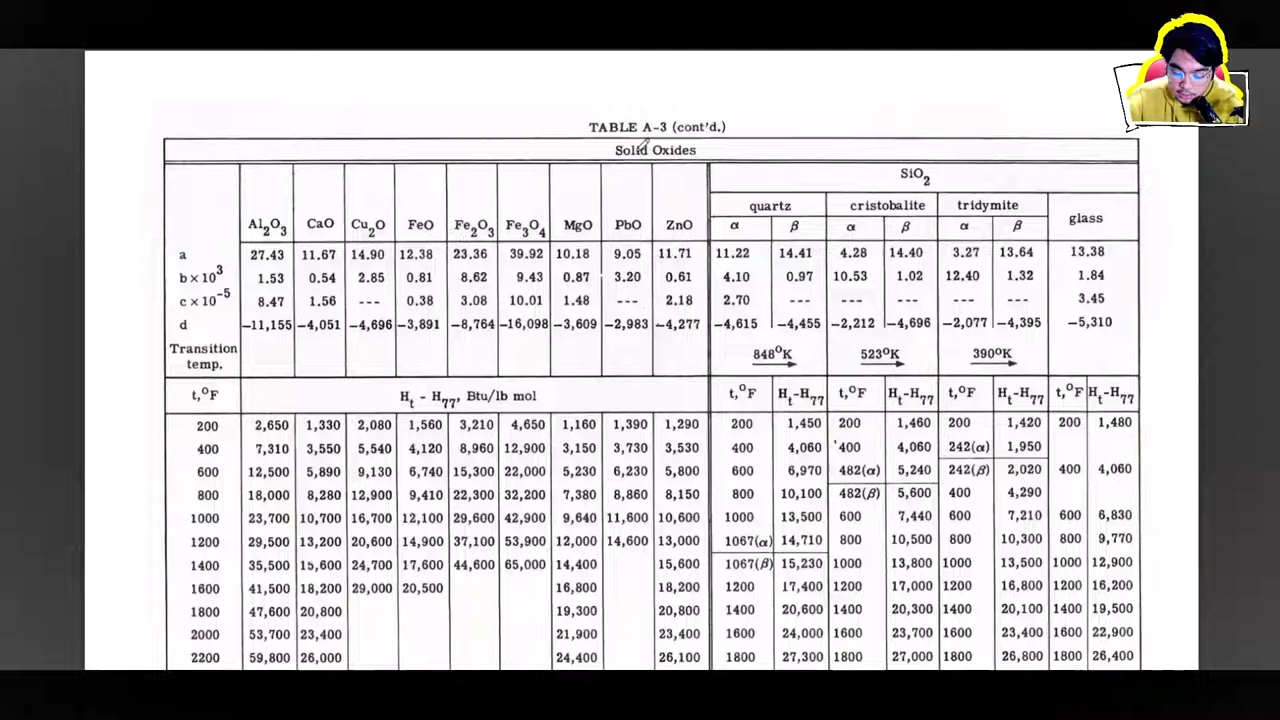 TABLE A-3 (cont'd.)
Solid Oxides
SiO2
quartz cristobalite tridymite glass
Al2O3 CaO Cu2O FeO Fe2O3 Fe3O4 MgO PbO ZnO α β α β α β
a 27.43 11.67 14.90 12.38 23.36 39.92 10.18 9.05 11.71 11.22 14.41 4.28 14.40 3.27 13.64 13.38
b×10³ 1.53 0.54 2.85 0.81 8.62 9.43 0.87 3.20 0.61 4.10 0.97 10.53 1.02 12.40 1.32 1.84
c×10⁻⁵ 8.47 1.56 --- 0.38 3.08 10.01 1.48 --- 2.18 2.70 --- --- --- --- --- 3.45
d −11,155 −4,051 −4,696 −3,891 −8,764 −16,098 −3,609 −2,983 −4,277 −4,615 −4,455 −2,212 −4,696 −2,077 −4,395 −5,310
Transition temp. 848°K 523°K 390°K
t,°F Ht - H77, Btu/lb mol t,°F Ht-H77 t,°F Ht-H77 t,°F Ht-H77 t,°F Ht-H77
200 2,650 1,330 2,080 1,560 3,210 4,650 1,160 1,390 1,290 200 1,450 200 1,460 200 1,420 200 1,480
400 7,310 3,550 5,540 4,120 8,960 12,900 3,150 3,730 3,530 400 4,060 400 4,060 242(α) 1,950
600 12,500 5,890 9,130 6,740 15,300 22,000 5,230 6,230 5,800 600 6,970 482(α) 5,240 242(β) 2,020 400 4,060
800 18,000 8,280 12,900 9,410 22,300 32,200 7,380 8,860 8,150 800 10,100 482(β) 5,600 400 4,290
1000 23,700 10,700 16,700 12,100 29,600 42,900 9,640 11,600 10,600 1000 13,500 600 7,440 600 7,210 600 6,830
1200 29,500 13,200 20,600 14,900 37,100 53,900 12,000 14,600 13,000 1067(α) 14,710 800 10,500 800 10,300 800 9,770
1400 35,500 15,600 24,700 17,600 44,600 65,000 14,400 15,600 1067(β) 15,230 1000 13,800 1000 13,500 1000 12,900
1600 41,500 18,200 29,000 20,500 16,800 18,200 1200 17,400 1200 17,000 1200 16,800 1200 16,200
1800 47,600 20,800 19,300 20,800 1400 20,600 1400 20,300 1400 20,100 1400 19,500
2000 53,700 23,400 21,900 23,400 1600 24,000 1600 23,700 1600 23,400 1600 22,900
2200 59,800 26,000 24,400 26,100 1800 27,300 1800 27,000 1800 26,800 1800 26,400